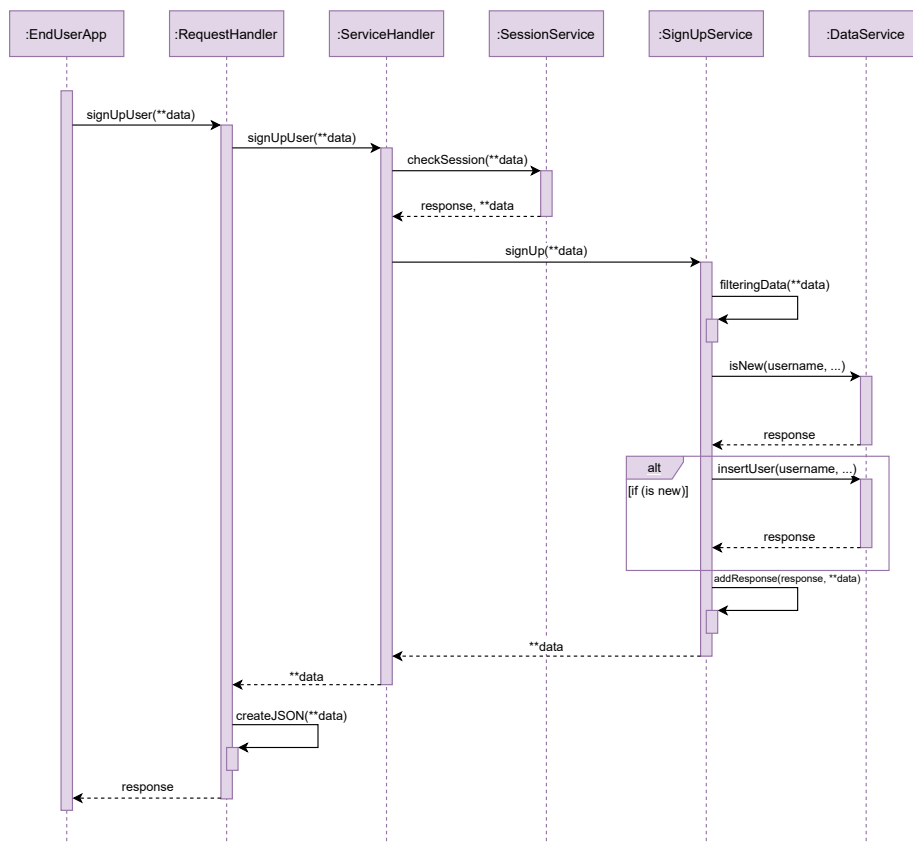 :EndUserApp
:RequestHandler
:ServiceHandler
:SessionService
:SignUpService
:DataService
signUpUser(**data)
signUpUser(**data)
checkSession(**data)
response, **data
signUp(**data)
filteringData(**data)
isNew(username, ...)
response
alt
insertUser(username, ...)
[if (is new)]
response
addResponse(response, **data)
**data
**data
createJSON(**data)
response